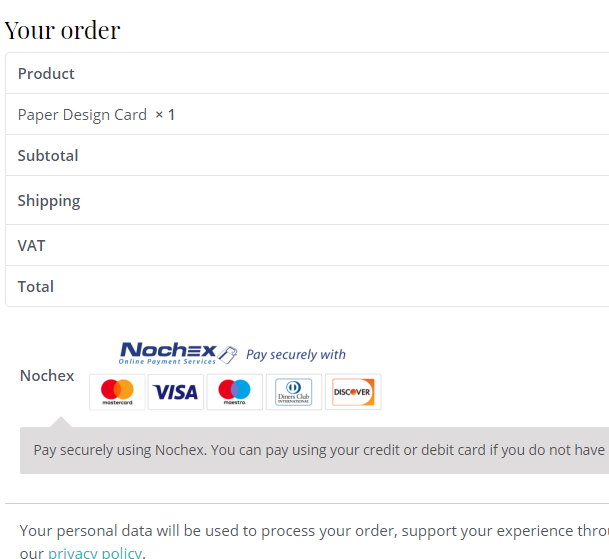 Your order
Product
Paper Design Card × 1
Subtotal
Shipping
VAT
Total
Nochex
Online Payment Services
Pay securely with
Nochex
mastercard
VISA
maestro
Diners Club
INTERNATIONAL
DISCOVER
Pay securely using Nochex. You can pay using your credit or debit card if you do not have
Your personal data will be used to process your order, support your experience throu
our privacy policy.